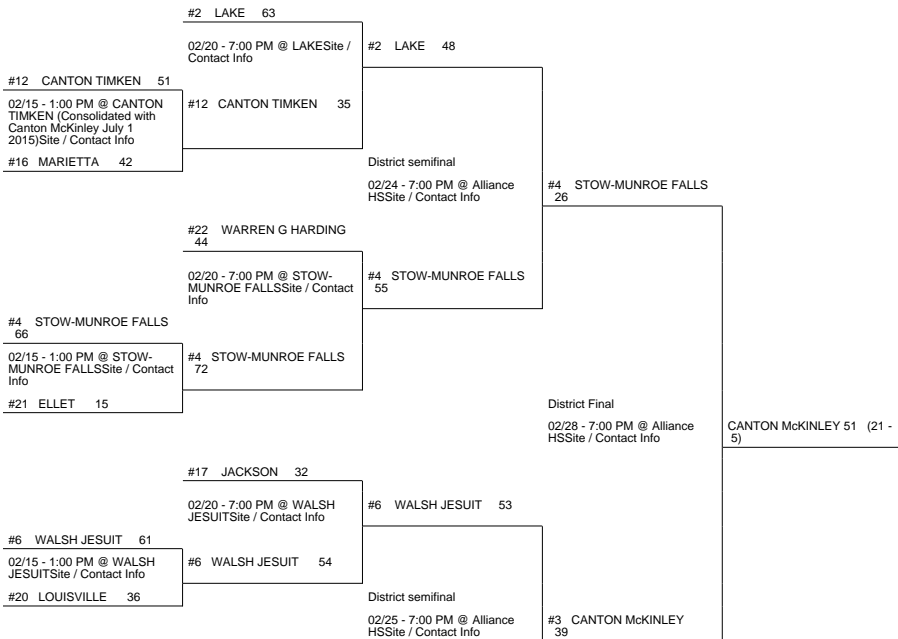 #2 LAKE 63
02/20 - 7:00 PM @ LAKESite /
Contact Info
#2 LAKE 48
#12 CANTON TIMKEN 51
02/15 - 1:00 PM @ CANTON
TIMKEN (Consolidated with
Canton McKinley July 1
2015)Site / Contact Info
#12 CANTON TIMKEN 35
#16 MARIETTA 42
District semifinal
02/24 - 7:00 PM @ Alliance
HSSite / Contact Info
#4 STOW-MUNROE FALLS
26
#22 WARREN G HARDING
44
02/20 - 7:00 PM @ STOW-
MUNROE FALLSSite / Contact
Info
#4 STOW-MUNROE FALLS
55
#4 STOW-MUNROE FALLS
66
02/15 - 1:00 PM @ STOW-
MUNROE FALLSSite / Contact
Info
#4 STOW-MUNROE FALLS
72
#21 ELLET 15
District Final
02/28 - 7:00 PM @ Alliance
HSSite / Contact Info
CANTON McKINLEY 51 (21 -
5)
#17 JACKSON 32
02/20 - 7:00 PM @ WALSH
JESUITSite / Contact Info
#6 WALSH JESUIT 53
#6 WALSH JESUIT 61
02/15 - 1:00 PM @ WALSH
JESUITSite / Contact Info
#6 WALSH JESUIT 54
#20 LOUISVILLE 36
District semifinal
02/25 - 7:00 PM @ Alliance
HSSite / Contact Info
#3 CANTON McKINLEY
39